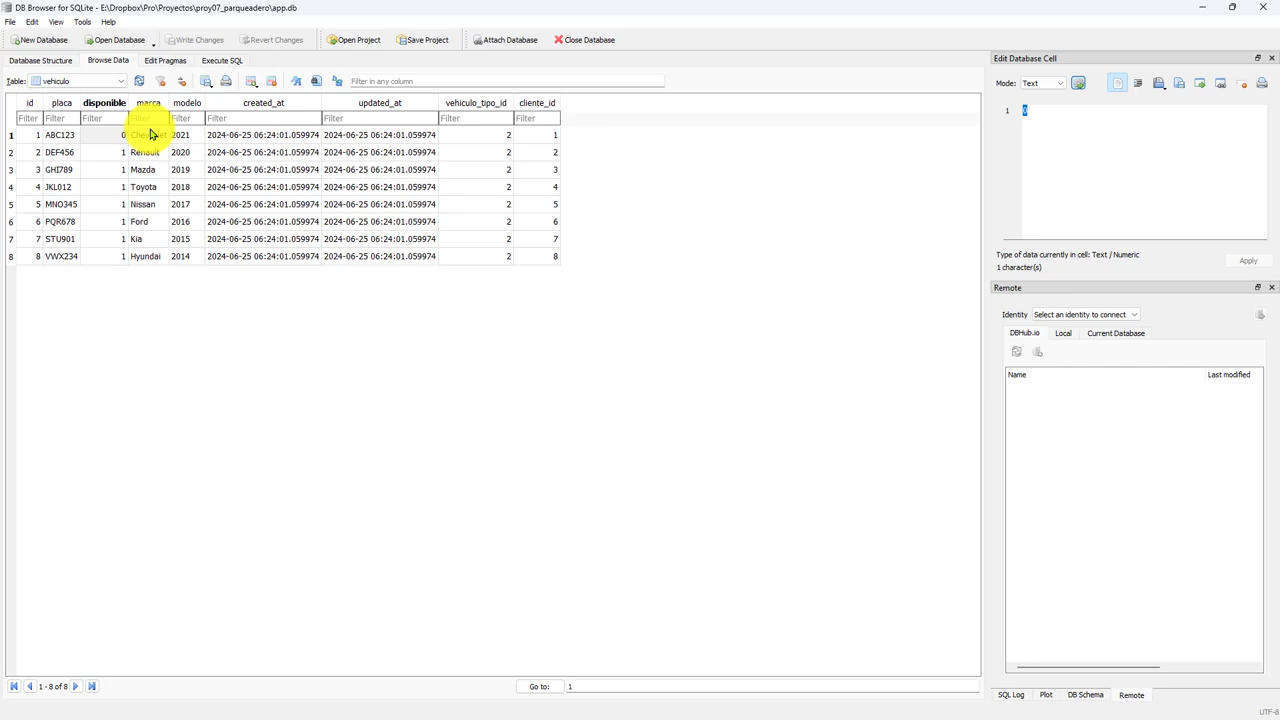 DB Browser for SQLite - E:\Dropbox\Pro\Proyectos\proy07_parqueadero\app.db
File Edit View Tools Help
New Database Open Database Write Changes Revert Changes Open Project Save Project Attach Database Close Database
Database Structure Browse Data Edit Pragmas Execute SQL
Table: vehiculo Filter in any column
id placa disponible marca modelo created_at updated_at vehiculo_tipo_id cliente_id
Filter Filter Filter Filter Filter Filter Filter Filter Filter
1 1 ABC123 0 Chevrolet 2021 2024-06-25 06:24:01.059974 2024-06-25 06:24:01.059974 2 1
2 2 DEF456 1 Renault 2020 2024-06-25 06:24:01.059974 2024-06-25 06:24:01.059974 2 2
3 3 GHI789 1 Mazda 2019 2024-06-25 06:24:01.059974 2024-06-25 06:24:01.059974 2 3
4 4 JKL012 1 Toyota 2018 2024-06-25 06:24:01.059974 2024-06-25 06:24:01.059974 2 4
5 5 MNO345 1 Nissan 2017 2024-06-25 06:24:01.059974 2024-06-25 06:24:01.059974 2 5
6 6 PQR678 1 Ford 2016 2024-06-25 06:24:01.059974 2024-06-25 06:24:01.059974 2 6
7 7 STU901 1 Kia 2015 2024-06-25 06:24:01.059974 2024-06-25 06:24:01.059974 2 7
8 8 VWX234 1 Hyundai 2014 2024-06-25 06:24:01.059974 2024-06-25 06:24:01.059974 2 8
1 - 8 of 8 Go to: 1
Edit Database Cell
Mode: Text
1 0
Type of data currently in cell: Text / Numeric
1 character(s)
Apply
Remote
Identity Select an identity to connect
DBHub.io Local Current Database
Name Last modified
SQL Log Plot DB Schema Remote
UTF-8